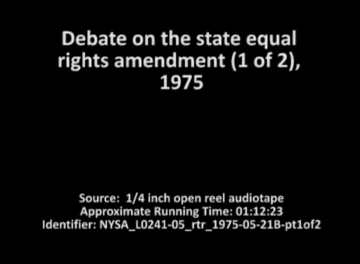 Debate on the state equal
rights amendment (1 of 2),
1975
Source: 1/4 inch open reel audiotape
Approximate Running Time: 01:12:23
Identifier: NYSA_L0241-05_rtr_1975-05-21B-pt1of2